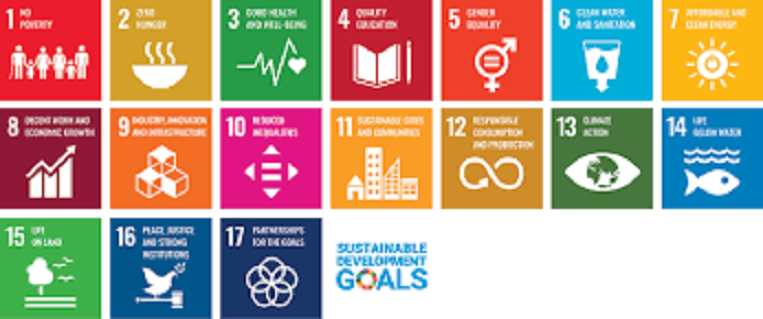 1 NO
POVERTY
2 ZERO
HUNGER
3 GOOD HEALTH
AND WELL-BEING
4 QUALITY
EDUCATION
5 GENDER
EQUALITY
6 CLEAN WATER
AND SANITATION
7 AFFORDABLE AND
CLEAN ENERGY
8 DECENT WORK AND
ECONOMIC GROWTH
9 INDUSTRY, INNOVATION
AND INFRASTRUCTURE
10 REDUCED
INEQUALITIES
11 SUSTAINABLE CITIES
AND COMMUNITIES
12 RESPONSIBLE
CONSUMPTION
AND PRODUCTION
13 CLIMATE
ACTION
14 LIFE
BELOW WATER
15 LIFE
ON LAND
16 PEACE, JUSTICE
AND STRONG
INSTITUTIONS
17 PARTNERSHIPS
FOR THE GOALS
SUSTAINABLE
DEVELOPMENT
GOALS